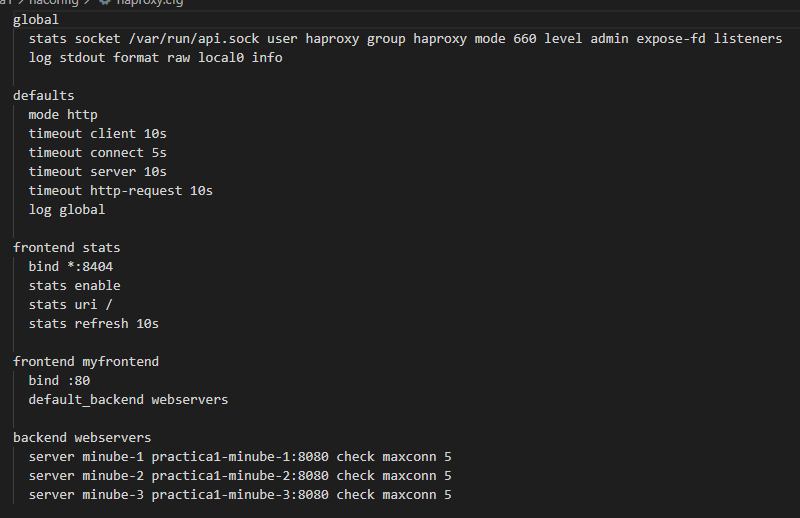 haconfig > haproxy.cfg
global
stats socket /var/run/api.sock user haproxy group haproxy mode 660 level admin expose-fd listeners
log stdout format raw local0 info
defaults
mode http
timeout client 10s
timeout connect 5s
timeout server 10s
timeout http-request 10s
log global
frontend stats
bind *:8404
stats enable
stats uri /
stats refresh 10s
frontend myfrontend
bind :80
default_backend webservers
backend webservers
server minube-1 practica1-minube-1:8080 check maxconn 5
server minube-2 practica1-minube-2:8080 check maxconn 5
server minube-3 practica1-minube-3:8080 check maxconn 5